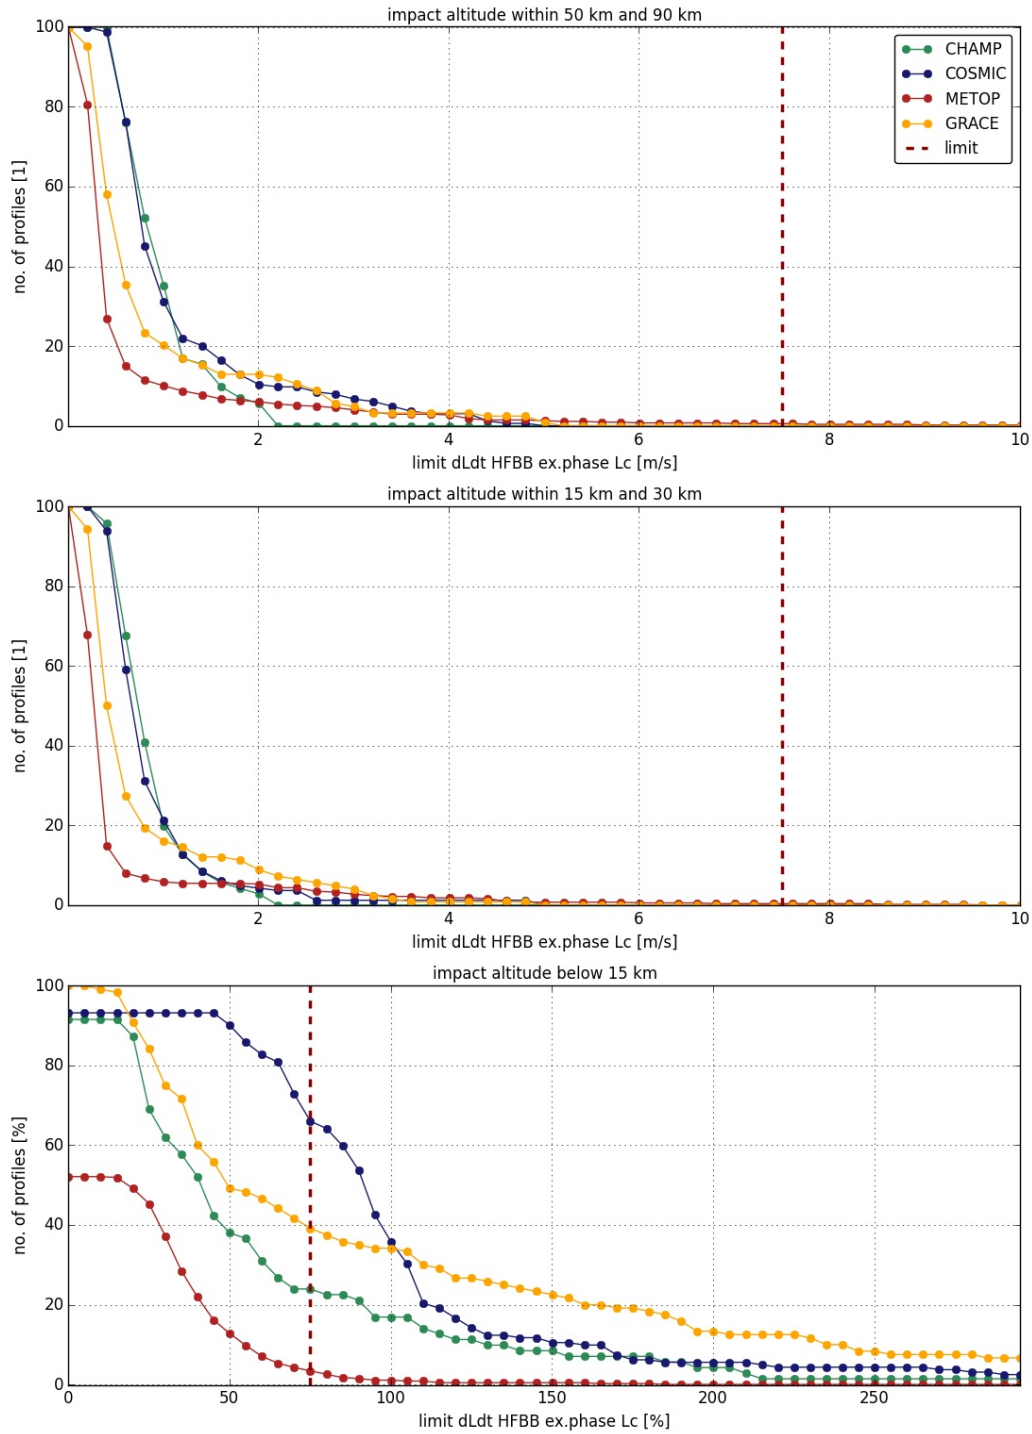 impact altitude within 50 km and 90 km
100
80
60
40
20
0
no. of profiles [1]
CHAMP
COSMIC
METOP
GRACE
limit
2 4 6 8 10
limit dLdt HFBB ex.phase Lc [m/s]
impact altitude within 15 km and 30 km
100
80
60
40
20
0
no. of profiles [1]
2 4 6 8 10
limit dLdt HFBB ex.phase Lc [m/s]
impact altitude below 15 km
100
80
60
40
20
0
no. of profiles [%]
0 50 100 150 200 250
limit dLdt HFBB ex.phase Lc [%]